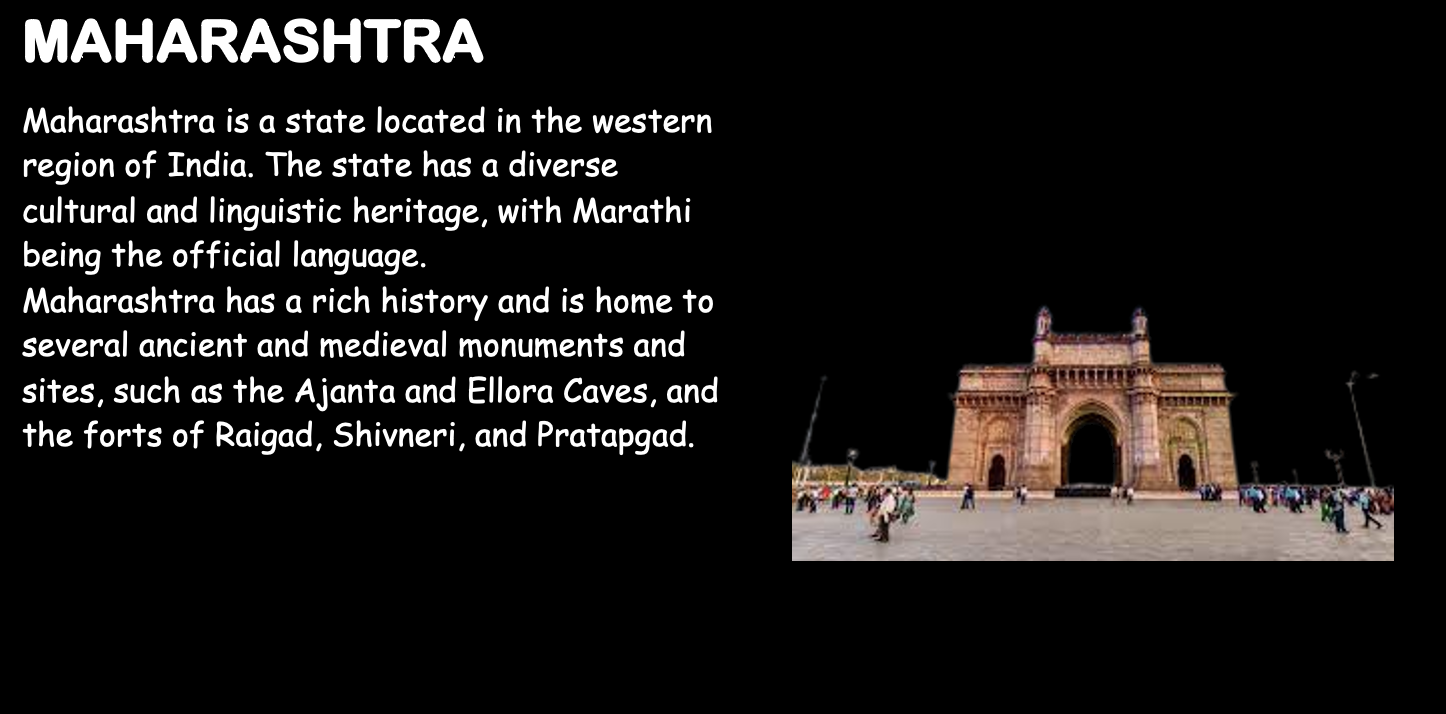 MAHARASHTRA
Maharashtra is a state located in the western
region of India. The state has a diverse
cultural and linguistic heritage, with Marathi
being the official language.
Maharashtra has a rich history and is home to
several ancient and medieval monuments and
sites, such as the Ajanta and Ellora Caves, and
the forts of Raigad, Shivneri, and Pratapgad.